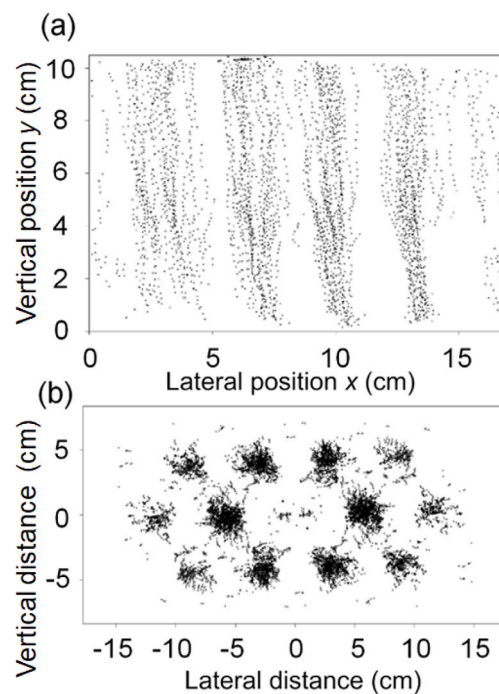 (a)
Vertical position y (cm)
10
8
6
4
2
0
0 5 10 15
Lateral position x (cm)
(b)
Vertical distance (cm)
5
0
-5
-15 -10 -5 0 5 10 15
Lateral distance (cm)